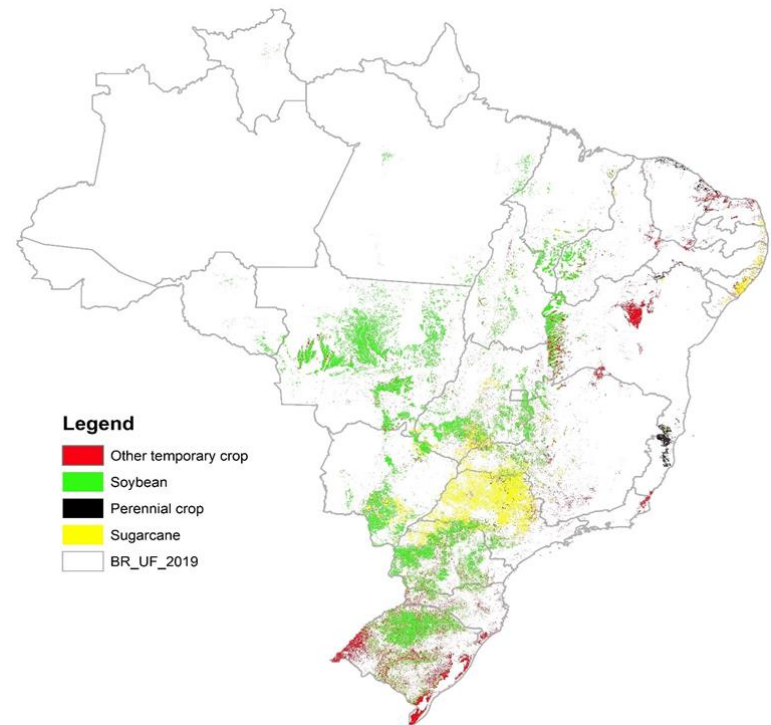 Legend
Other temporary crop
Soybean
Perennial crop
Sugarcane
BR_UF_2019